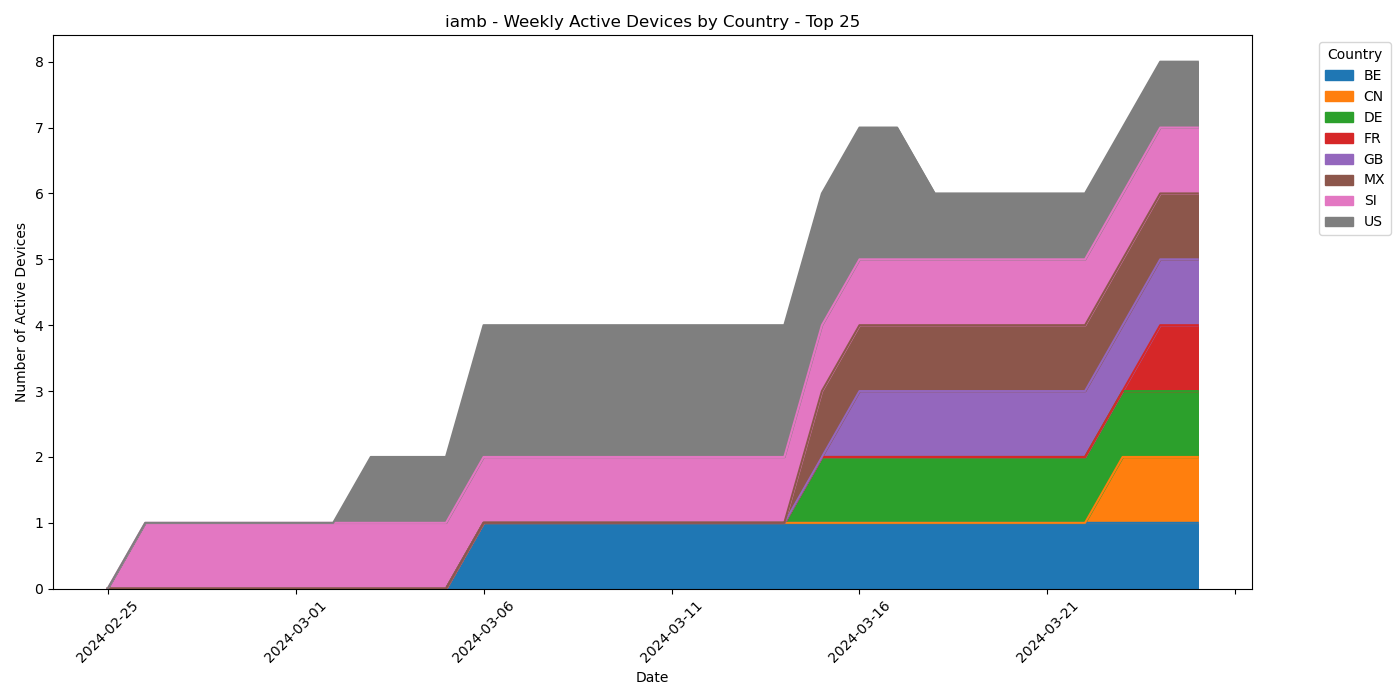 iamb - Weekly Active Devices by Country - Top 25
Number of Active Devices
8
7
6
5
4
3
2
1
0
2024-02-25
2024-03-01
2024-03-06
2024-03-11
2024-03-16
2024-03-21
Date
Country
BE
CN
DE
FR
GB
MX
SI
US